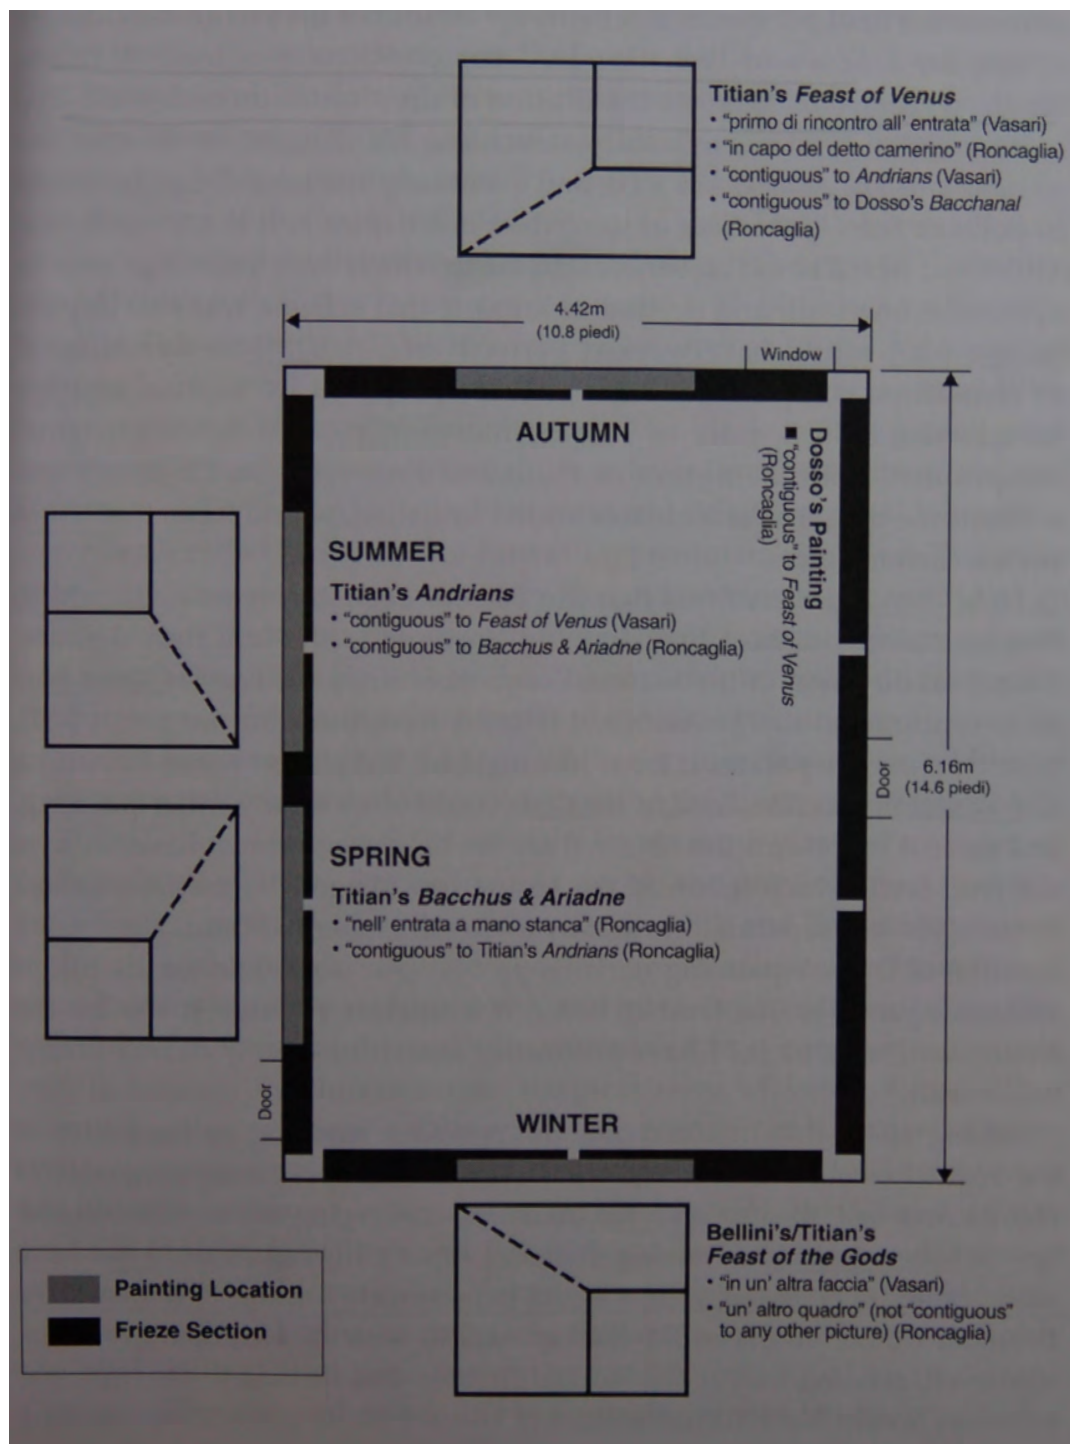 Titian's Feast of Venus
• "primo di rincontro all' entrata" (Vasari)
• "in capo del detto camerino" (Roncaglia)
• "contiguous" to Andrians (Vasari)
• "contiguous" to Dosso's Bacchanal
(Roncaglia)
4.42m
(10.8 piedi)
Window
AUTUMN
Dosso's Painting
■ "contiguous" to Feast of Venus
(Roncaglia)
SUMMER
Titian's Andrians
• "contiguous" to Feast of Venus (Vasari)
• "contiguous" to Bacchus & Ariadne (Roncaglia)
Door
6.16m
(14.6 piedi)
SPRING
Titian's Bacchus & Ariadne
• "nell' entrata a mano stanca" (Roncaglia)
• "contiguous" to Titian's Andrians (Roncaglia)
Door
WINTER
Bellini's/Titian's
Feast of the Gods
• "in un' altra faccia" (Vasari)
• "un' altro quadro" (not "contiguous"
to any other picture) (Roncaglia)
Painting Location
Frieze Section